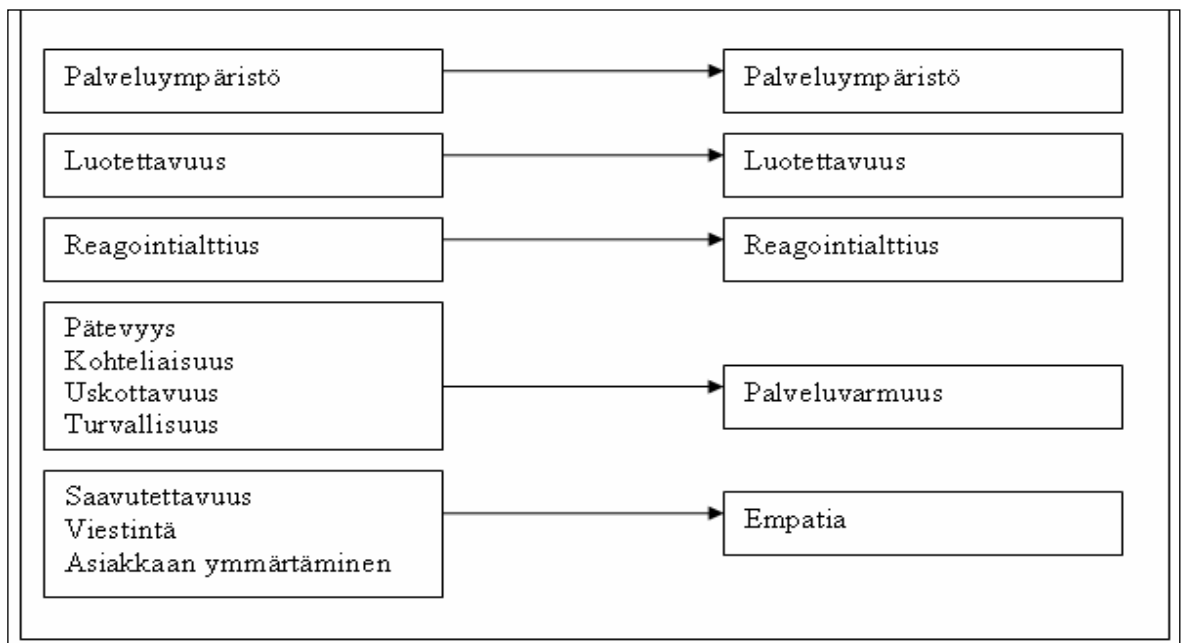 Palveluympäristö
Palveluympäristö
Luotettavuus
Luotettavuus
Reagointialttius
Reagointialttius
Pätevyys
Kohteliaisuus
Uskottavuus
Turvallisuus
Palveluvarmuus
Saavutettavuus
Viestintä
Asiakkaan ymmärtäminen
Empatia